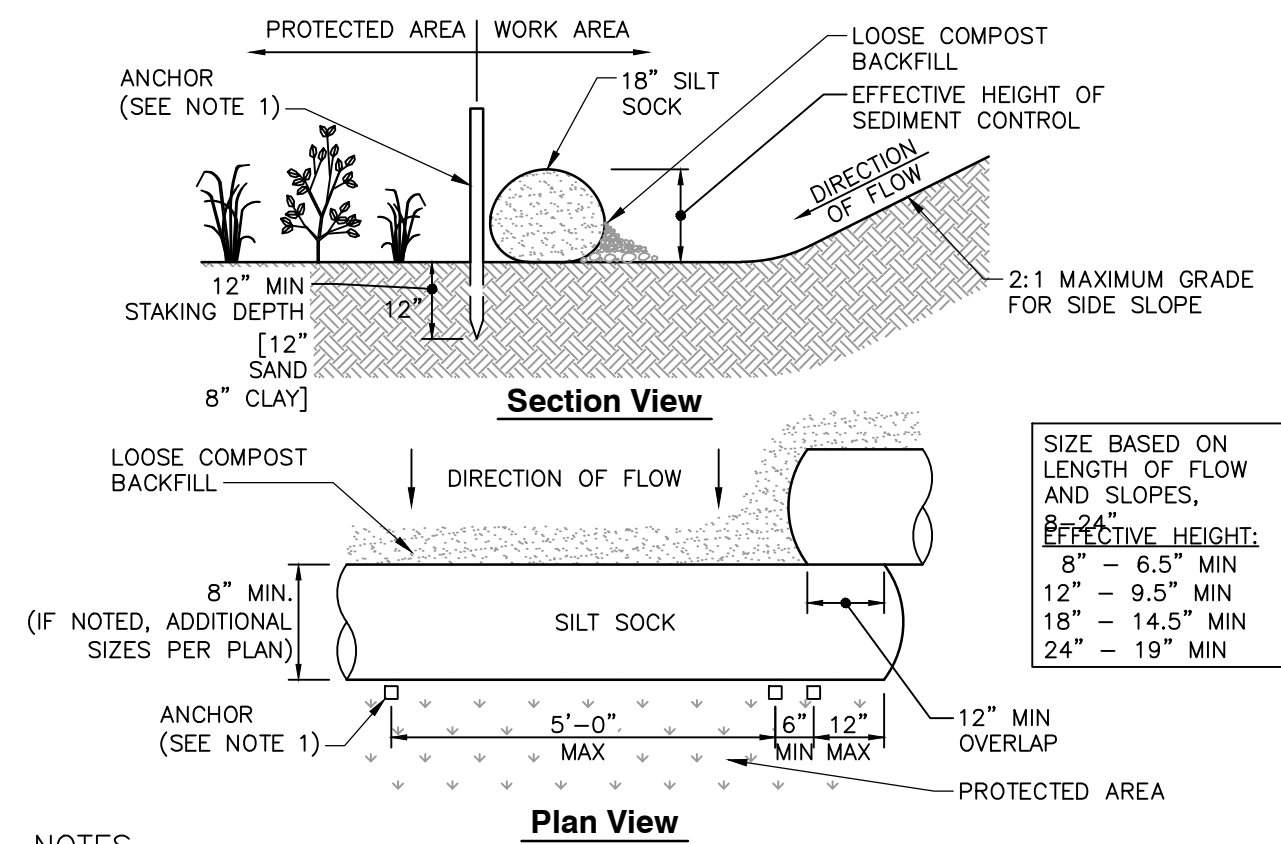 PROTECTED AREA
WORK AREA
ANCHOR
(SEE NOTE 1)
18” SILT
SOCK
LOOSE COMPOST
BACKFILL
EFFECTIVE HEIGHT OF
SEDIMENT CONTROL
DIRECTION
OF FLOW
2:1 MAXIMUM GRADE
FOR SIDE SLOPE
12” MIN
STAKING DEPTH
[12”
SAND
8” CLAY]
12”
Section View
LOOSE COMPOST
BACKFILL
DIRECTION OF FLOW
SIZE BASED ON
LENGTH OF FLOW
AND SLOPES,
8–24”
EFFECTIVE HEIGHT:
8” – 6.5” MIN
12” – 9.5” MIN
18” – 14.5” MIN
24” – 19” MIN
8” MIN.
(IF NOTED, ADDITIONAL
SIZES PER PLAN)
SILT SOCK
ANCHOR
(SEE NOTE 1)
5’–0”
MAX
6”
MIN
12”
MAX
12” MIN
OVERLAP
PROTECTED AREA
Plan View
NOTES